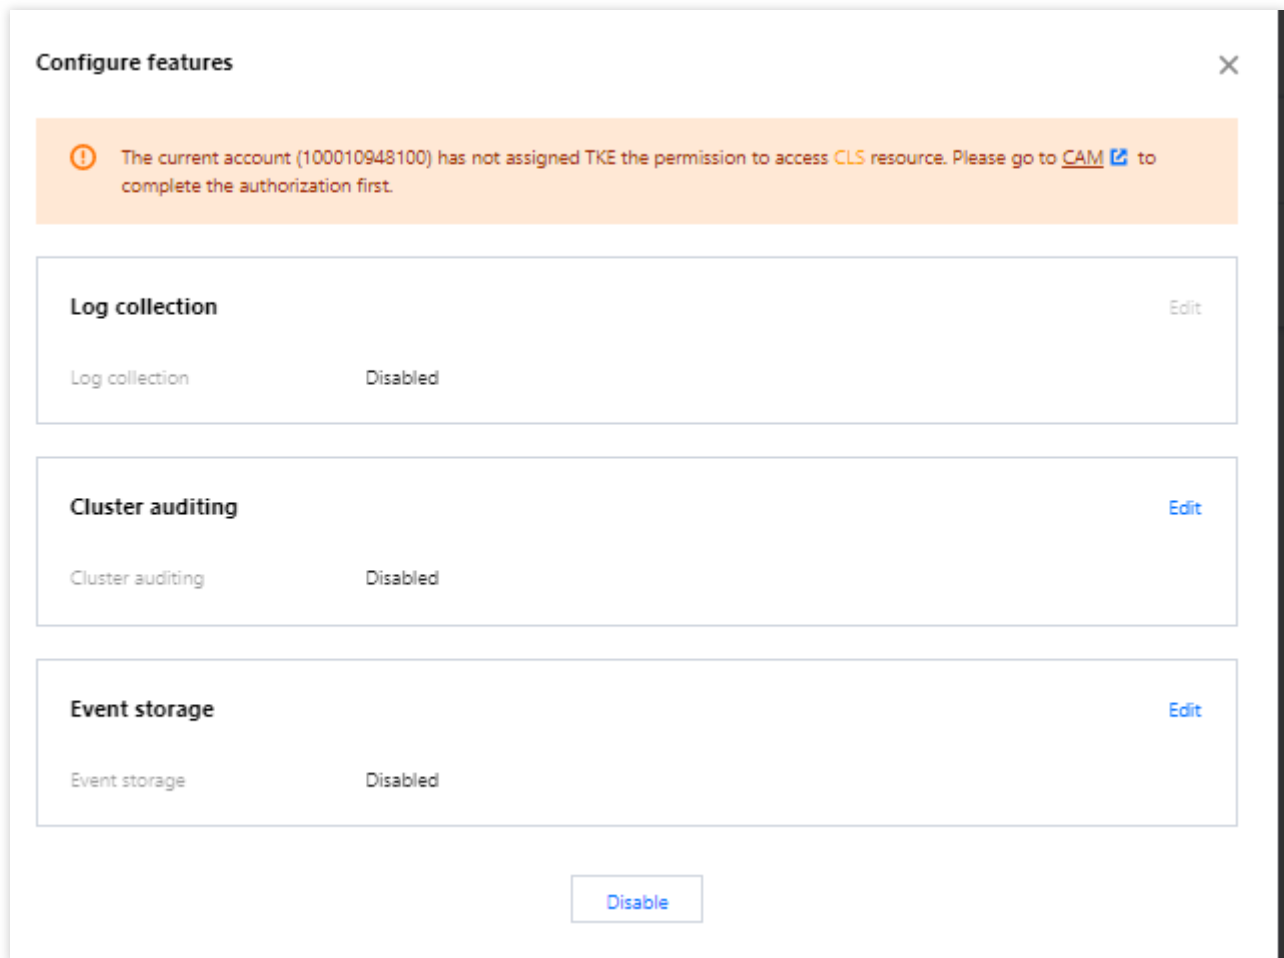 Configure features
The current account (100010948100) has not assigned TKE the permission to access CLS resource. Please go to CAM to
complete the authorization first.
Log collection Edit
Log collection Disabled
Cluster auditing Edit
Cluster auditing Disabled
Event storage Edit
Event storage Disabled
Disable